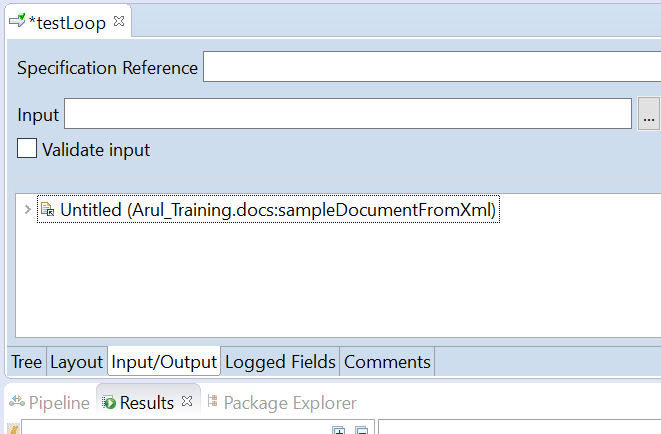 *testLoop
Specification Reference
Input
...
Validate input
Untitled (Arul_Training.docs:sampleDocumentFromXml)
Tree Layout Input/Output Logged Fields Comments
Pipeline Results Package Explorer